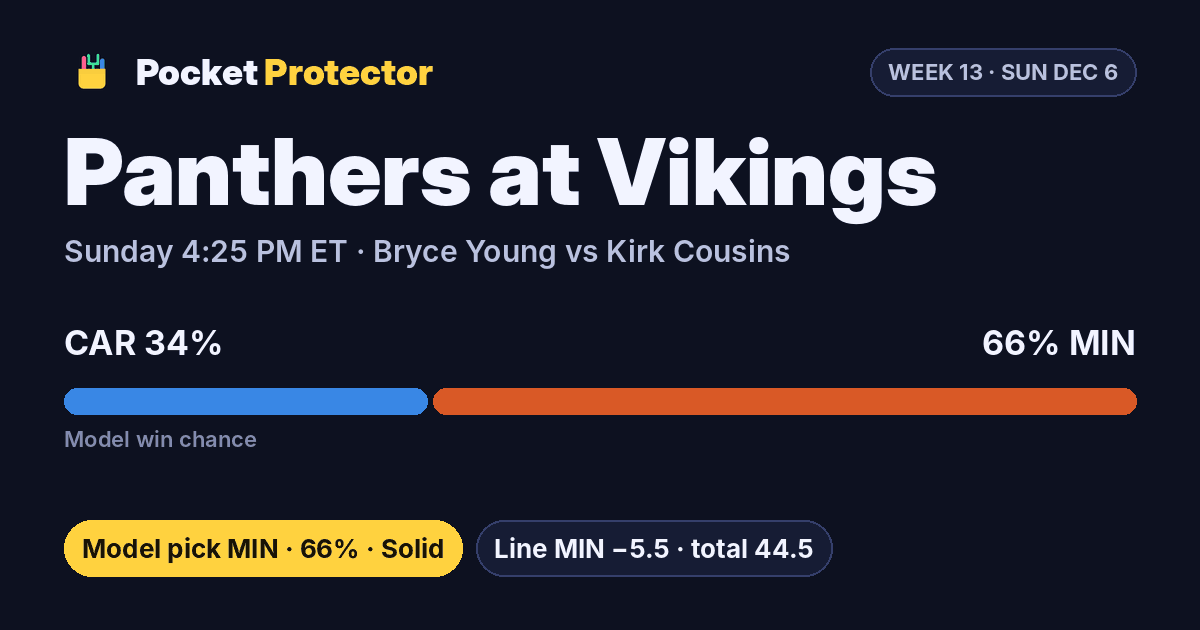 Pocket Protector
WEEK 13 · SUN DEC 6
Panthers at Vikings
Sunday 4:25 PM ET · Bryce Young vs Kirk Cousins
CAR 34%
66% MIN
Model win chance
Model pick MIN · 66% · Solid
Line MIN −5.5 · total 44.5